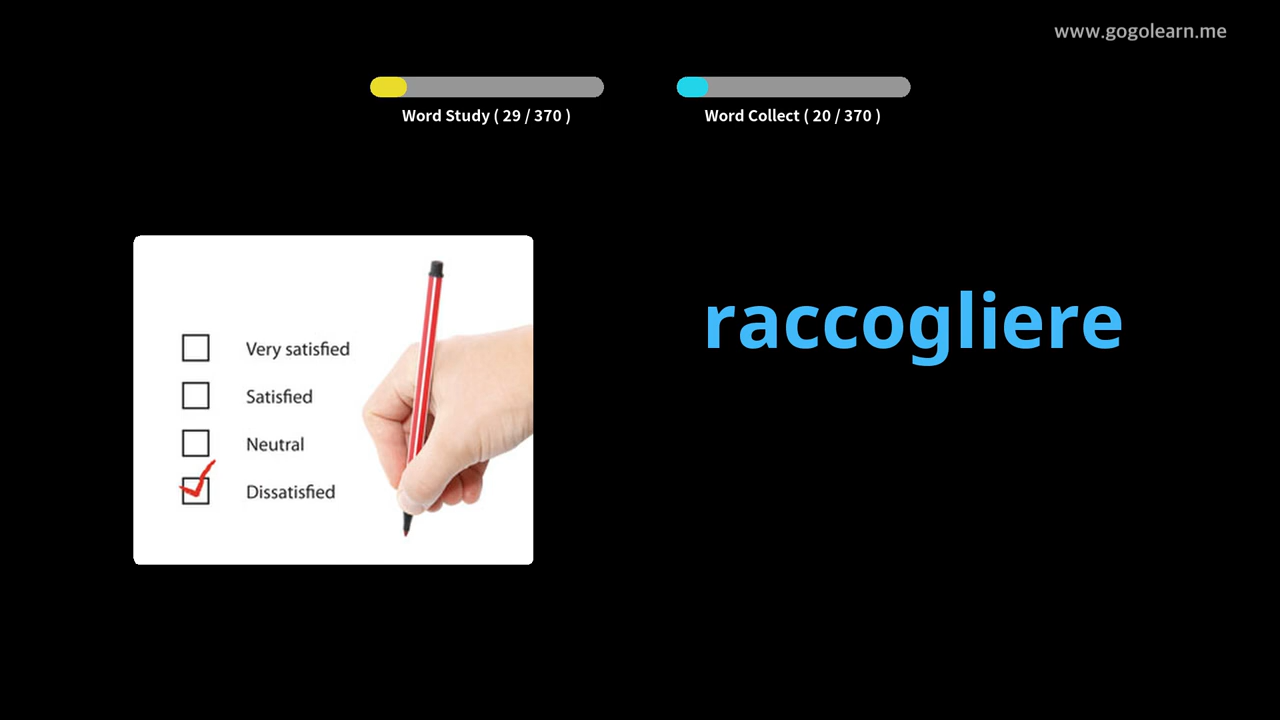 www.gogolearn.me
Word Study ( 29 / 370 )
Word Collect ( 20 / 370 )
raccogliere
Very satisfied
Satisfied
Neutral
Dissatisfied